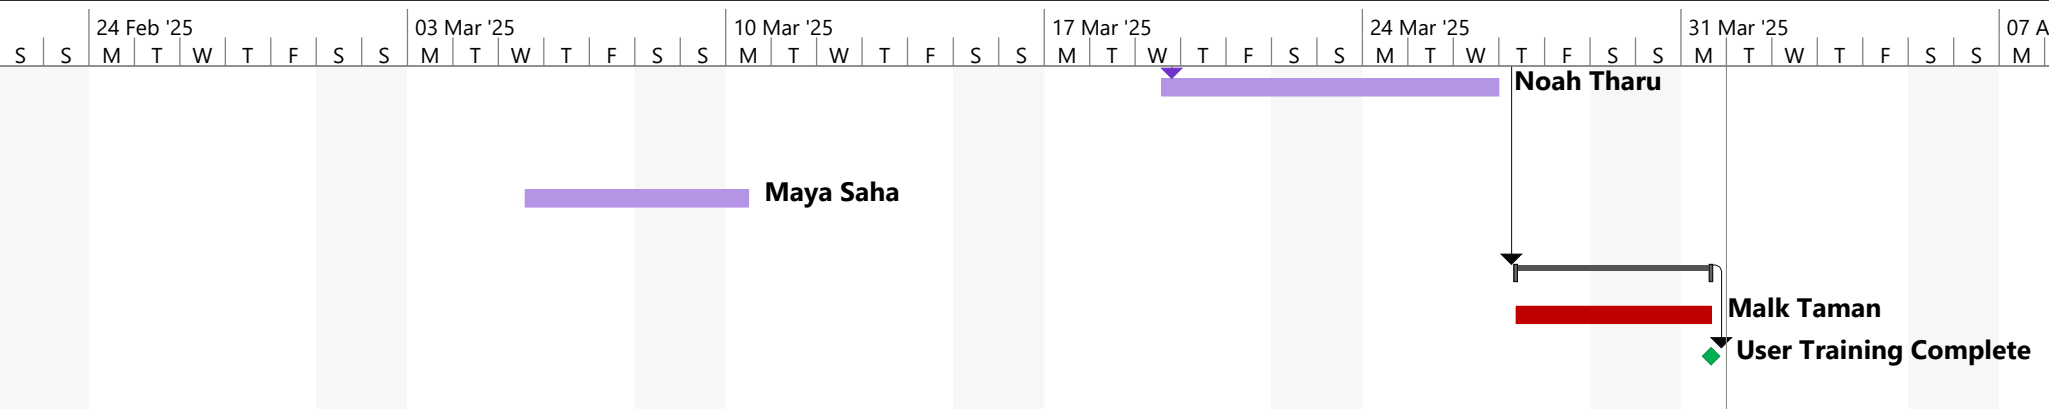 24 Feb '25 03 Mar '25 10 Mar '25 17 Mar '25 24 Mar '25 31 Mar '25 07 A
S S M T W T F S S M T W T F S S M T W T F S S M T W T F S S M T W T F S S M T W T F S S M
Noah Tharu
Maya Saha
Malk Taman
User Training Complete